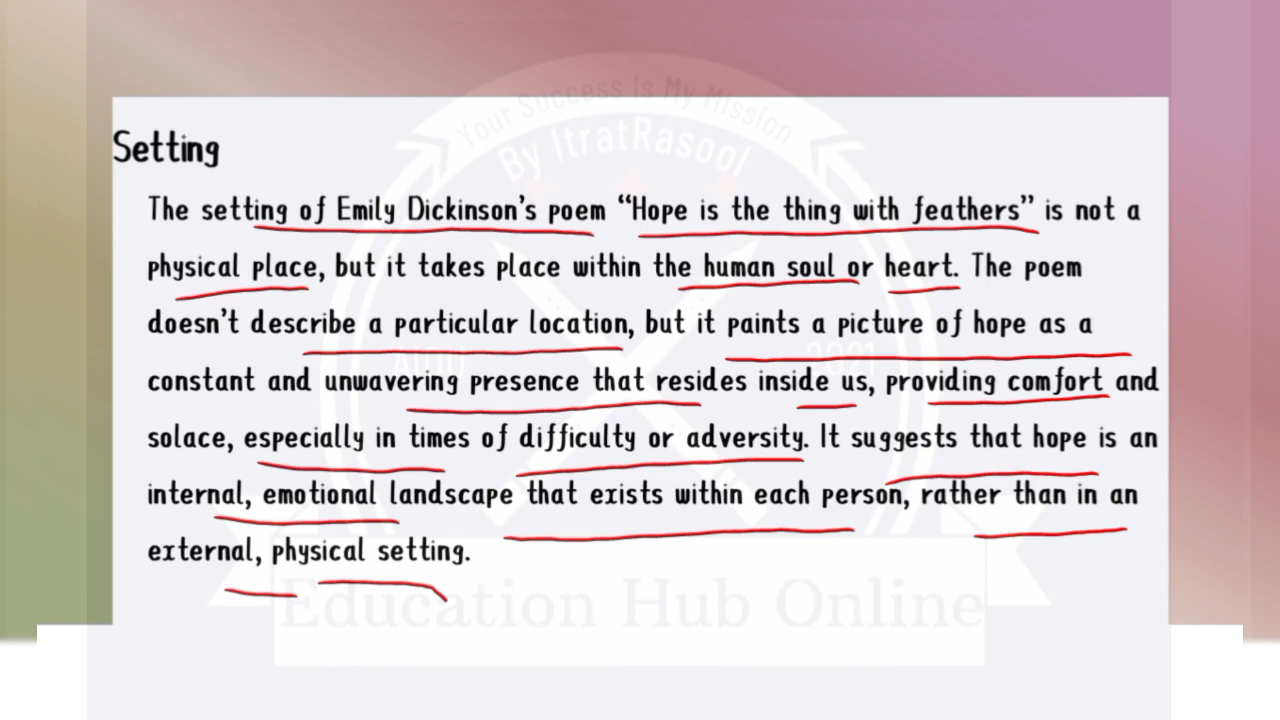 Your Success Is My Mission
By ItratRasool
Setting
The setting of Emily Dickinson's poem “Hope is the thing with feathers” is not a
physical place, but it takes place within the human soul or heart. The poem
doesn't describe a particular location, but it paints a picture of hope as a
constant and unwavering presence that resides inside us, providing comfort and
solace, especially in times of difficulty or adversity. It suggests that hope is an
internal, emotional landscape that exists within each person, rather than in an
external, physical setting.
AIOU 2021
Education Hub Online